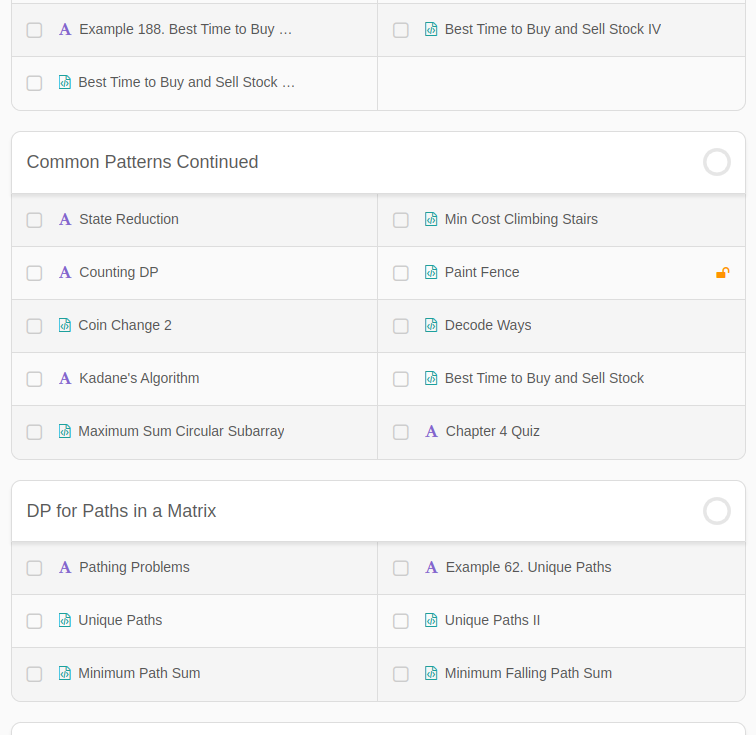 A Example 188. Best Time to Buy ...
Best Time to Buy and Sell Stock IV
Best Time to Buy and Sell Stock ...
Common Patterns Continued
A State Reduction
Min Cost Climbing Stairs
A Counting DP
Paint Fence
Coin Change 2
Decode Ways
A Kadane's Algorithm
Best Time to Buy and Sell Stock
Maximum Sum Circular Subarray
A Chapter 4 Quiz
DP for Paths in a Matrix
A Pathing Problems
A Example 62. Unique Paths
Unique Paths
Unique Paths II
Minimum Path Sum
Minimum Falling Path Sum